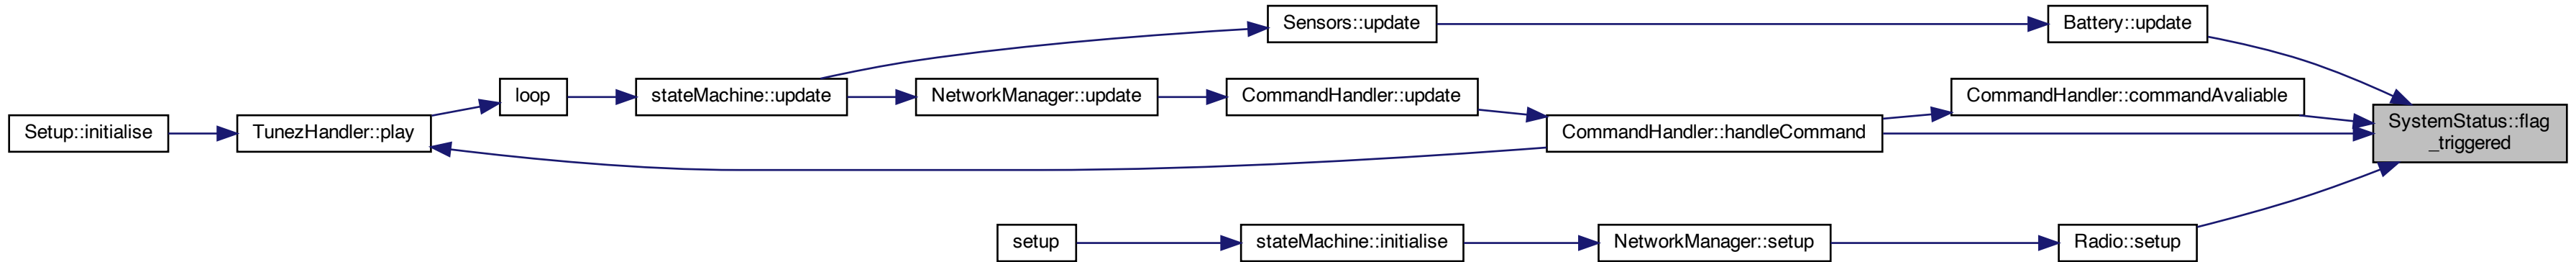 Sensors::update
Battery::update
loop
stateMachine::update
NetworkManager::update
CommandHandler::update
CommandHandler::commandAvaliable
Setup::initialise
TunezHandler::play
CommandHandler::handleCommand
SystemStatus::flag
_triggered
setup
stateMachine::initialise
NetworkManager::setup
Radio::setup